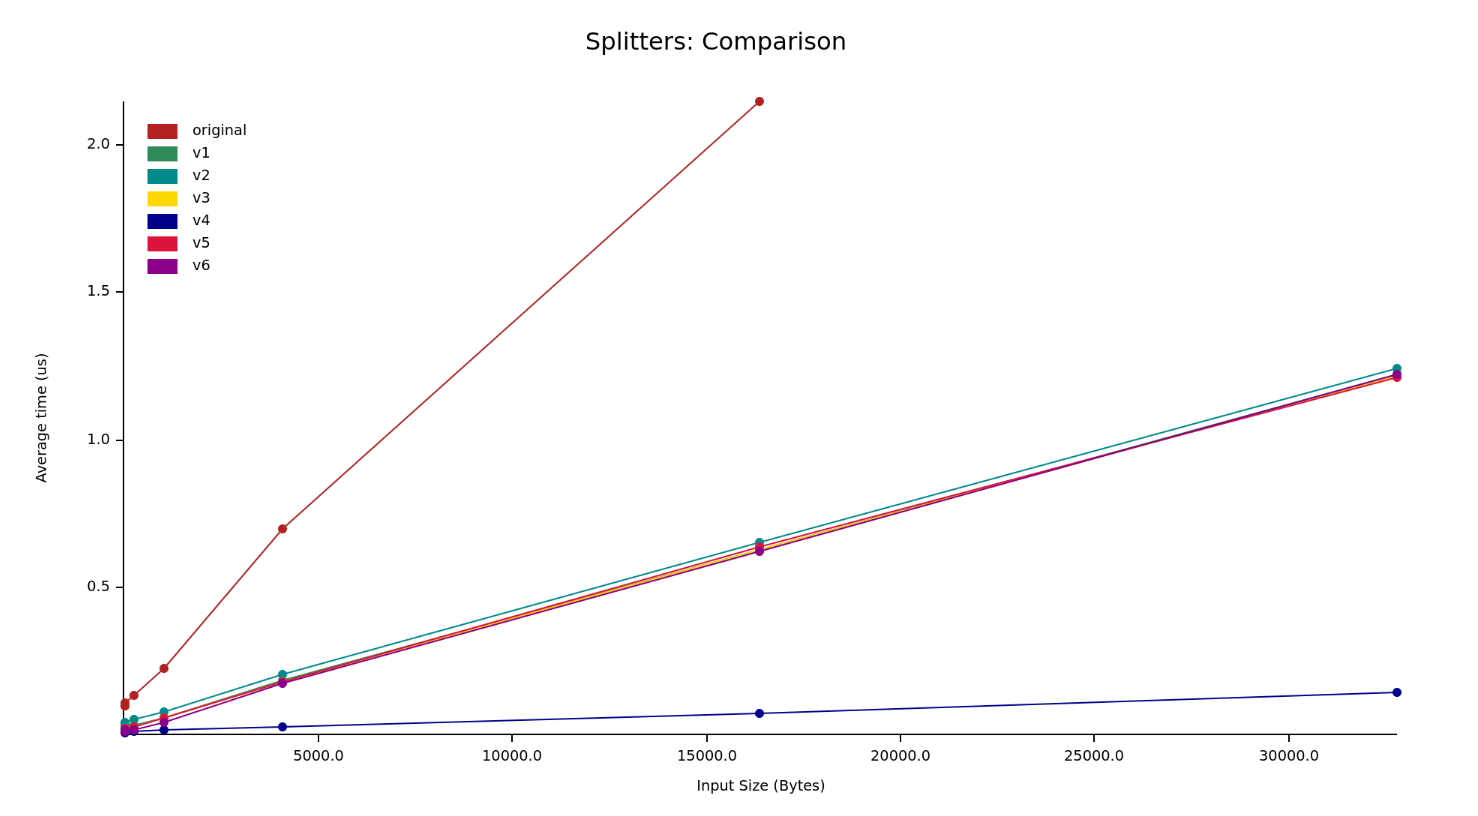 Splitters: Comparison
original
v1
v2
v3
v4
v5
v6
2.0
1.5
1.0
0.5
Average time (us)
5000.0 10000.0 15000.0 20000.0 25000.0 30000.0
Input Size (Bytes)